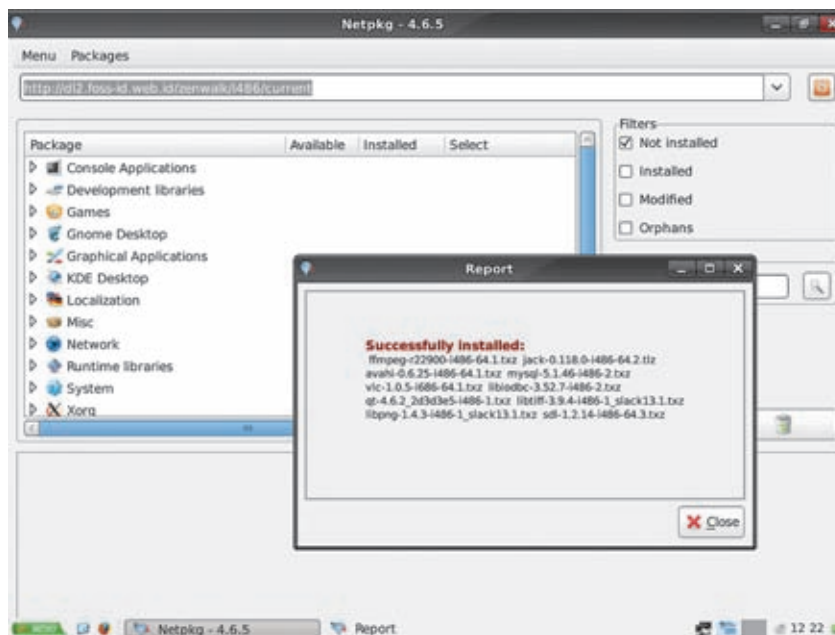 Netpkg - 4.6.5
Menu Packages
http://dl2.foss-id.web.id/zenwalk/i486/current
Package Available Installed Select
Console Applications
Development libraries
Games
Gnome Desktop
Graphical Applications
KDE Desktop
Localization
Misc
Network
Runtime libraries
System
Xorg
Filters
Not installed
Installed
Modified
Orphans
Report
Successfully installed:
ffmpeg-r22900-i486-64.1.txz jack-0.118.0-i486-64.2.tlz
avahi-0.6.25-i486-64.1.txz mysql-5.1.46-i486-2.txz
vlc-1.0.5-i686-64.1.txz libiodbc-3.52.7-i486-2.txz
qt-4.6.2_2d3d3e5-i486-1.txz libtiff-3.9.4-i486-1_slack13.1.txz
libpng-1.4.3-i486-1_slack13.1.txz sdl-1.2.14-i486-64.3.txz
Close
Netpkg - 4.6.5
Report
12 22